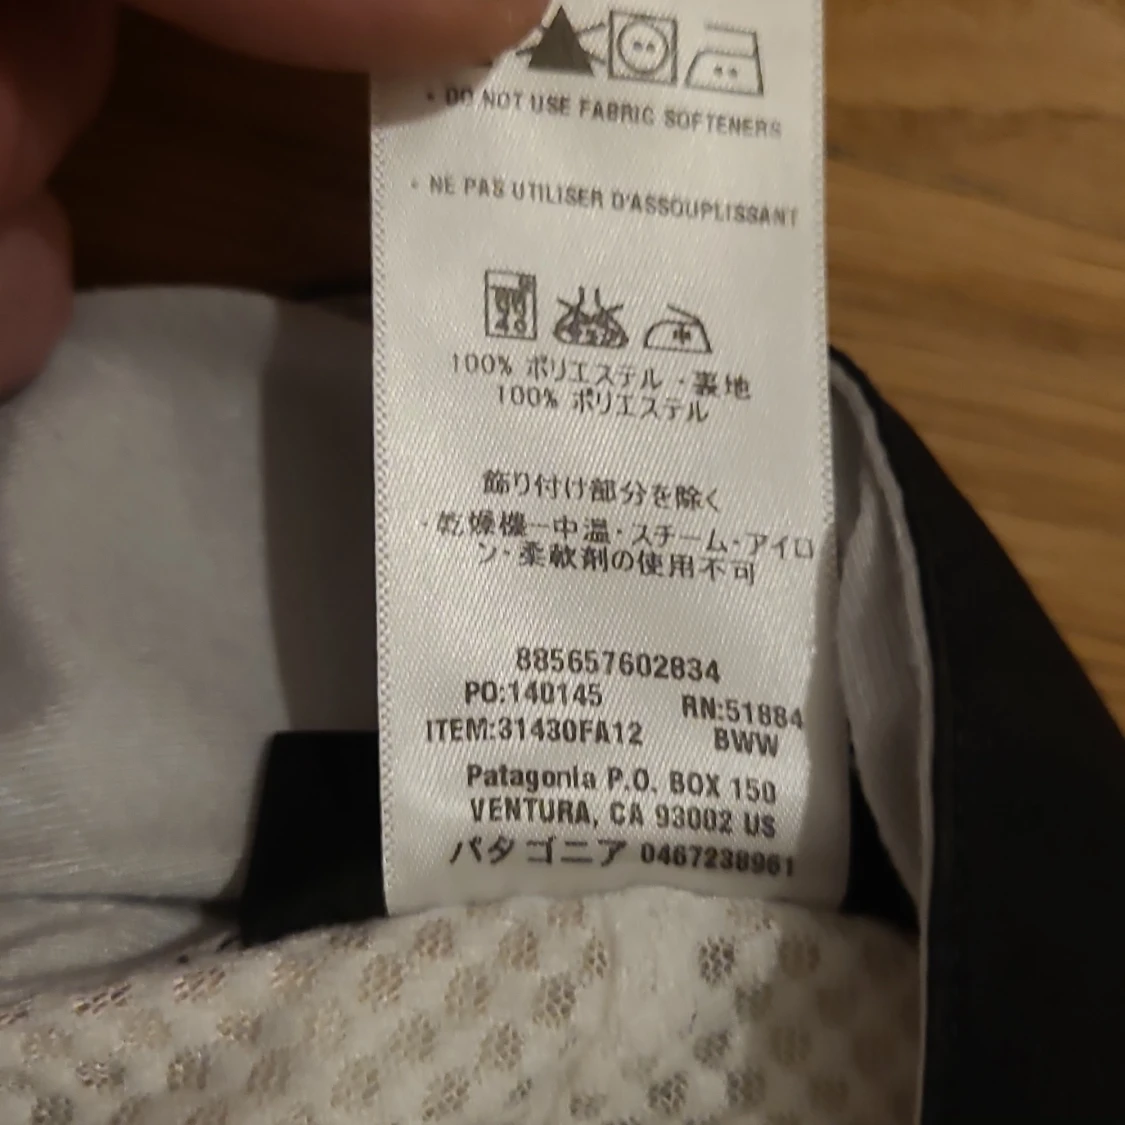 · DO NOT USE FABRIC SOFTENERS
· NE PAS UTILISER D'ASSOUPLISSANT
40
100% ポリエステル ・裏地
100% ポリエステル
飾り付け部分を除く
・乾燥機ー中温・スチーム・アイロ
ン・柔軟剤の使用不可
885657602834
PO:140145 RN:51884
ITEM:31430FA12 BWW
Patagonia P.O. BOX 150
VENTURA, CA 93002 US
パタゴニア 0467238961